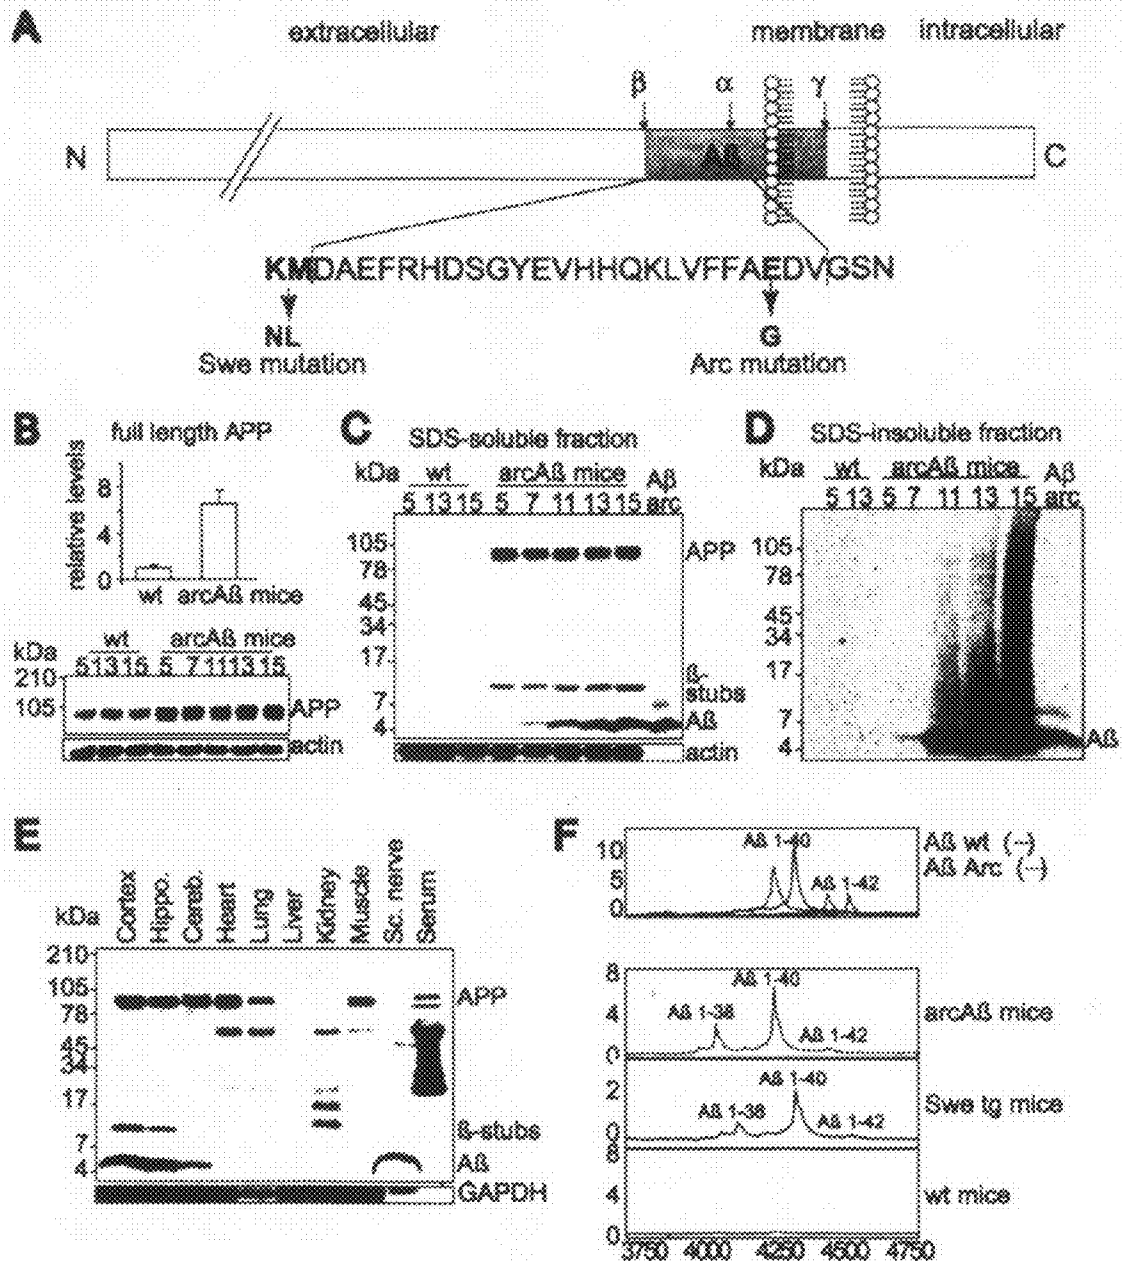 A
extracellular membrane intracellular
β α γ
N Aß C
KMDAEFRHDSGYEVHHQKLVFFAEDVGSN
NL G
Swe mutation Arc mutation
B
full length APP
relative levels
8
4
0
wt arcAß mice
kDa wt arcAß mice
5 13 15 5 7 11 13 15
210
105 APP
actin
C
SDS-soluble fraction
kDa wt arcAß mice Aβ
5 13 15 5 7 11 13 15 arc
105 APP
78
45
34
17
ß-
stubs
7
4 Aß
actin
D
SDS-insoluble fraction
kDa wt arcAß mice Aβ
5 13 5 7 11 13 15 arc
105
78
45
34
17
7
4 Aß
E
kDa Cortex Hippo. Cereb. Heart Lung Liver Kidney Muscle Sc. nerve Serum
210
105 APP
78
45
34
17
ß-stubs
7
4 Aß
GAPDH
F
10 Aß 1-40 Aß wt (--)
5 Aß 1-42 Aß Arc (--)
0
8 Aß 1-40
4 Aß 1-38 Aß 1-42 arcAß mice
0
Aß 1-40
2 Aß 1-38 Aß 1-42 Swe tg mice
0
8
4 wt mice
0
3750 4000 4250 4500 4750